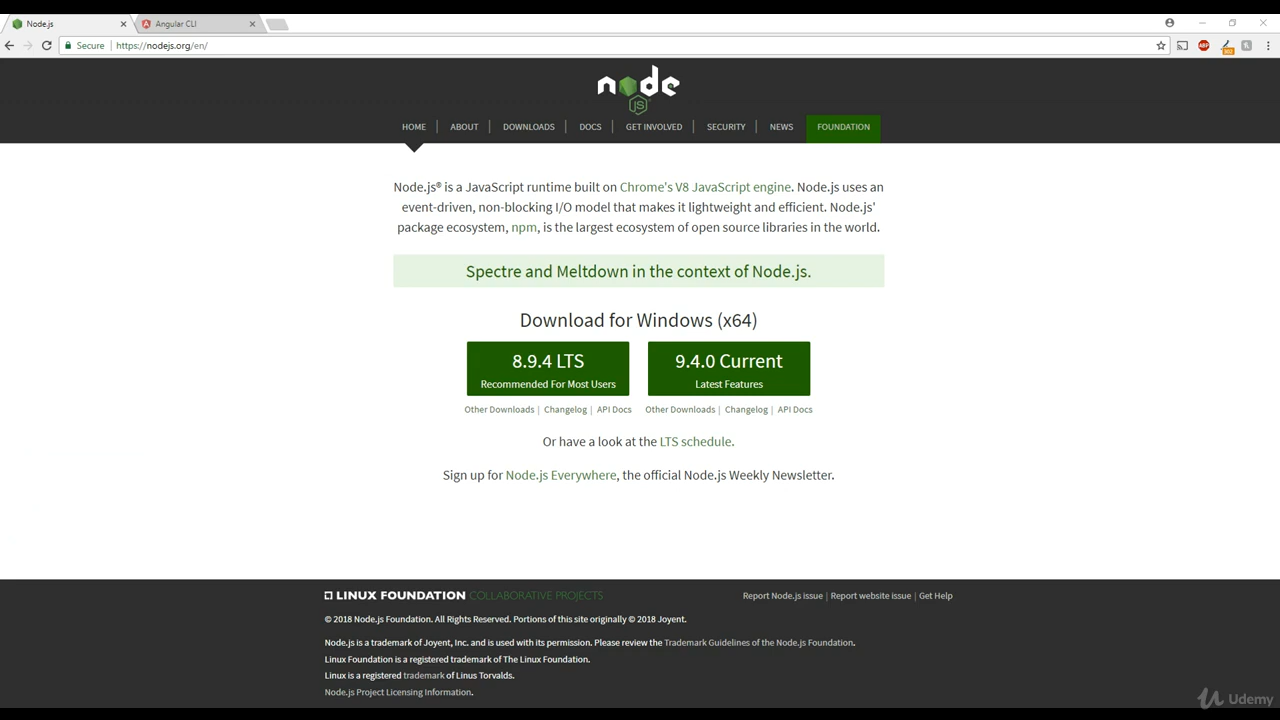 Node.js
Angular CLI
Secure
https://nodejs.org/en/
ABP
node
JS
HOME
ABOUT
DOWNLOADS
DOCS
GET INVOLVED
SECURITY
NEWS
FOUNDATION
Node.js® is a JavaScript runtime built on Chrome's V8 JavaScript engine. Node.js uses an
event-driven, non-blocking I/O model that makes it lightweight and efficient. Node.js'
package ecosystem, npm, is the largest ecosystem of open source libraries in the world.
Spectre and Meltdown in the context of Node.js.
Download for Windows (x64)
8.9.4 LTS
Recommended For Most Users
9.4.0 Current
Latest Features
Other Downloads | Changelog | API Docs
Other Downloads | Changelog | API Docs
Or have a look at the LTS schedule.
Sign up for Node.js Everywhere, the official Node.js Weekly Newsletter.
LINUX FOUNDATION COLLABORATIVE PROJECTS
Report Node.js issue | Report website issue | Get Help
© 2018 Node.js Foundation. All Rights Reserved. Portions of this site originally © 2018 Joyent.
Node.js is a trademark of Joyent, Inc. and is used with its permission. Please review the Trademark Guidelines of the Node.js Foundation.
Linux Foundation is a registered trademark of The Linux Foundation.
Linux is a registered trademark of Linus Torvalds.
Node.js Project Licensing Information.
Udemy